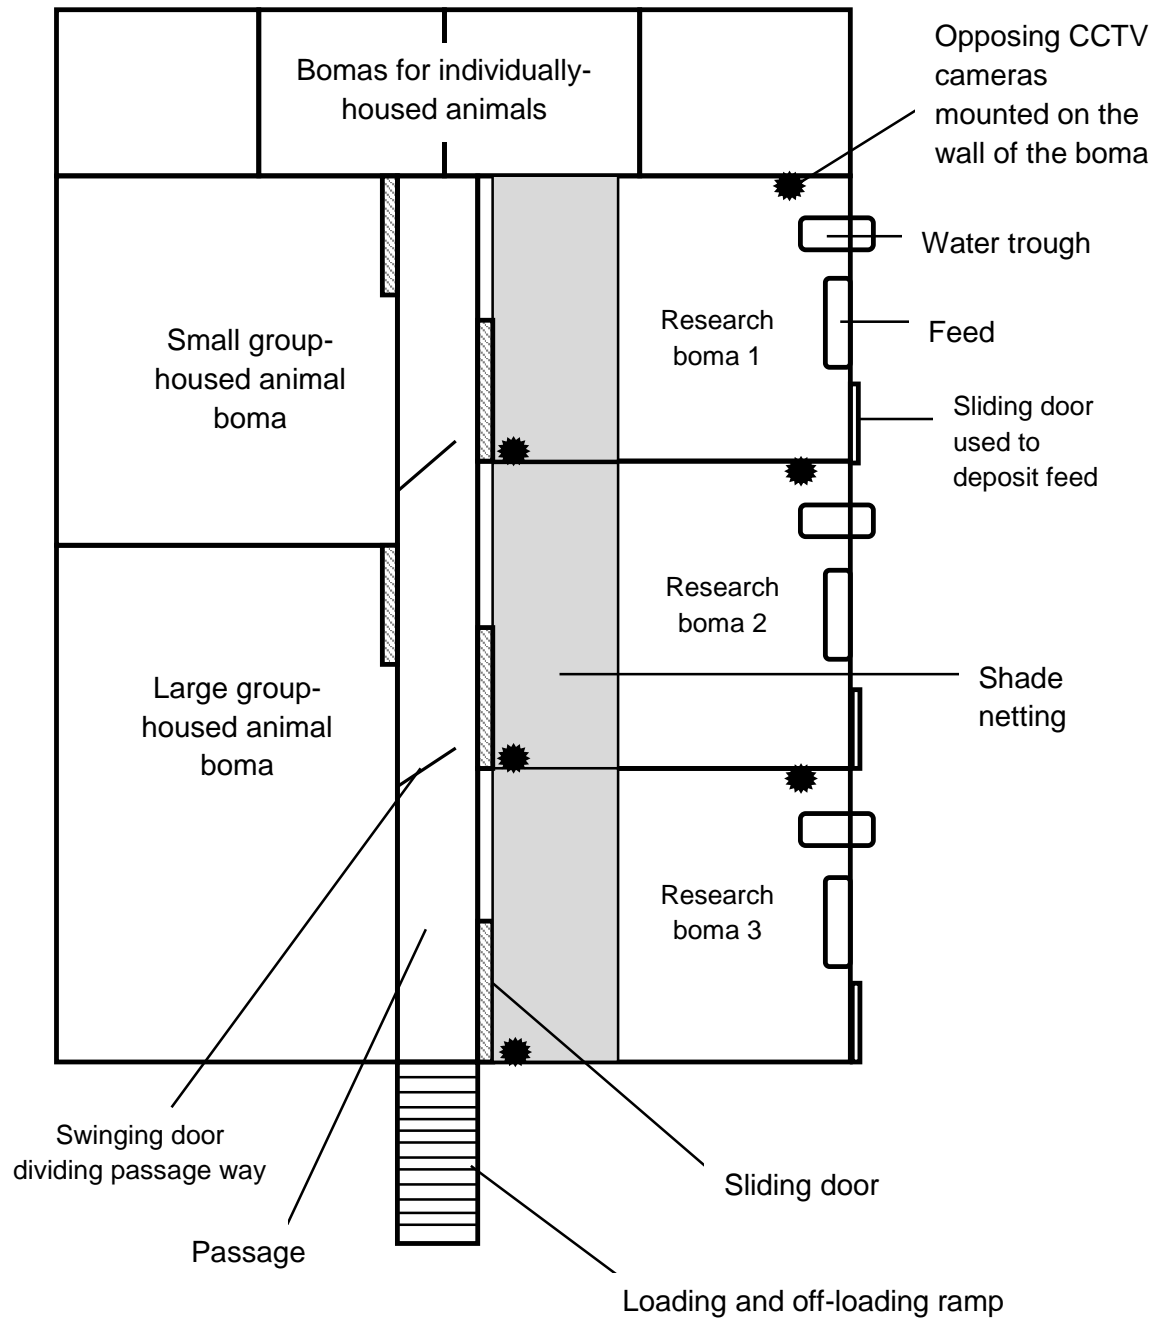 Opposing CCTV
cameras
mounted on the
wall of the boma
Bomas for individually-
housed animals
Water trough
Feed
Sliding door
used to
deposit feed
Small group-
housed animal
boma
Research
boma 1
Research
boma 2
Shade
netting
Large group-
housed animal
boma
Research
boma 3
Swinging door
dividing passage way
Sliding door
Passage
Loading and off-loading ramp